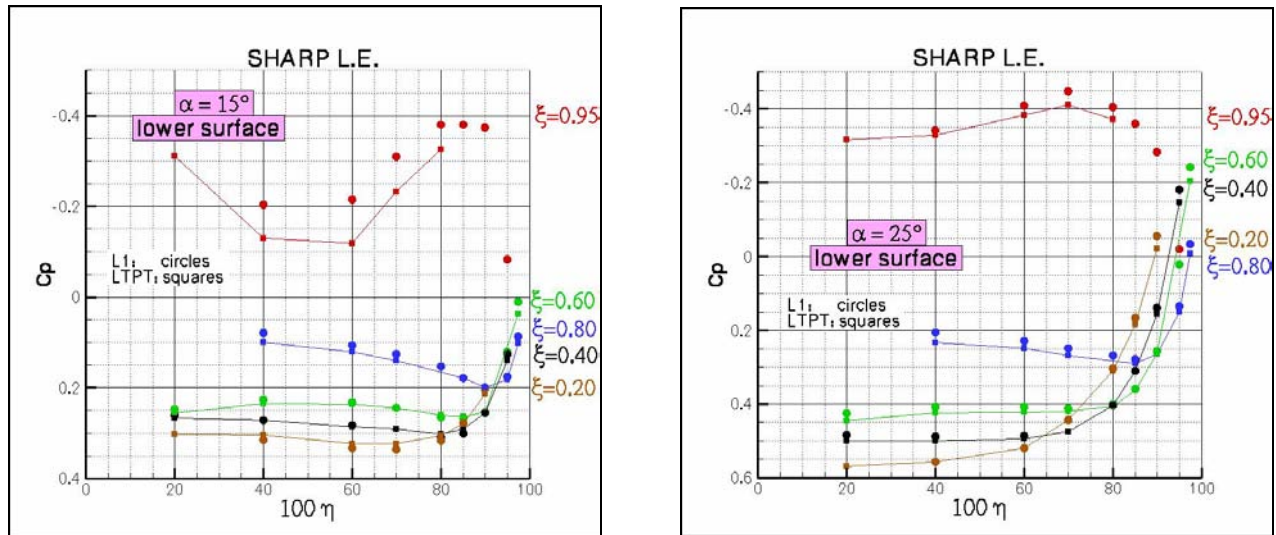 SHARP L.E.
α = 15°
lower surface
L1: circles
LTPT: squares
Cp
-0.4
-0.2
0
0.2
0.4
0 20 40 60 80 100
100 η
ξ=0.95
ξ=0.60
ξ=0.80
ξ=0.40
ξ=0.20
SHARP L.E.
α = 25°
lower surface
L1: circles
LTPT: squares
Cp
-0.4
-0.2
0
0.2
0.4
0.6
0 20 40 60 80 100
100 η
ξ=0.95
ξ=0.60
ξ=0.40
ξ=0.20
ξ=0.80